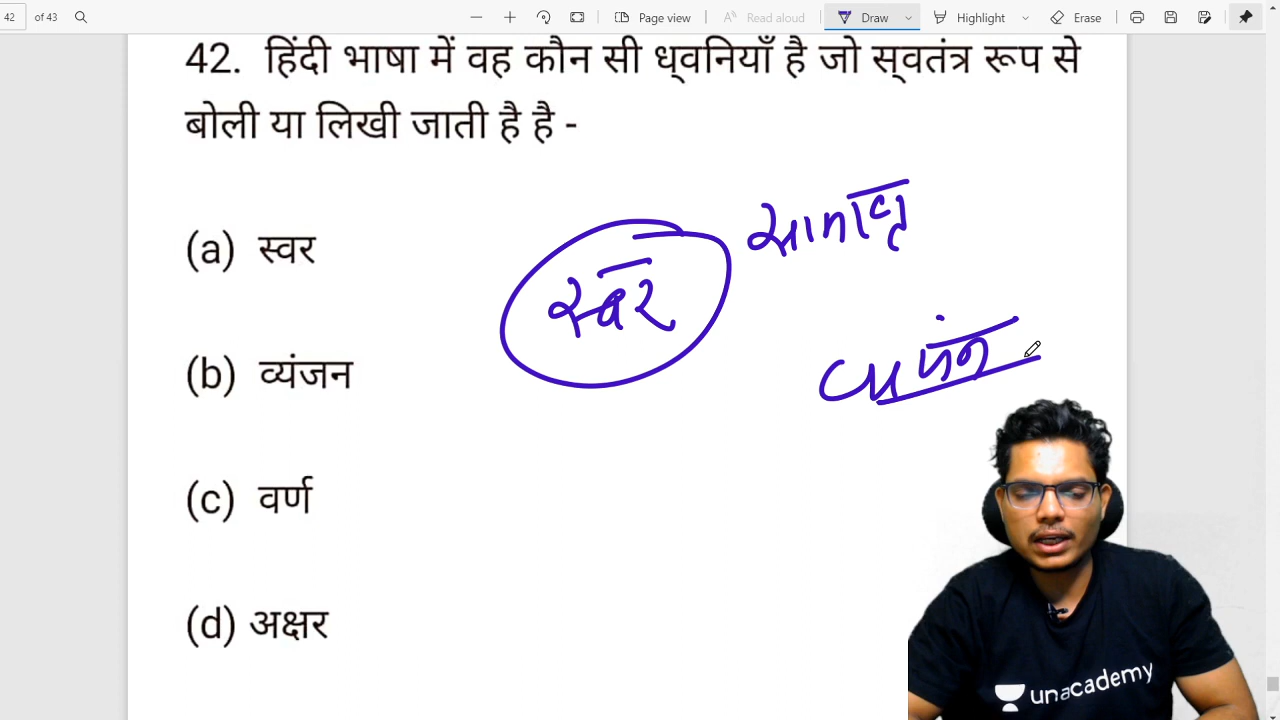 42 of 43 Page view Read aloud Draw Highlight Erase
42. हिंदी भाषा में वह कौन सी ध्वनियाँ है जो स्वतंत्र रूप से
बोली या लिखी जाती है है -
(a) स्वर
स्वर
(b) व्यंजन
(c) वर्ण
(d) अक्षर
unacademy